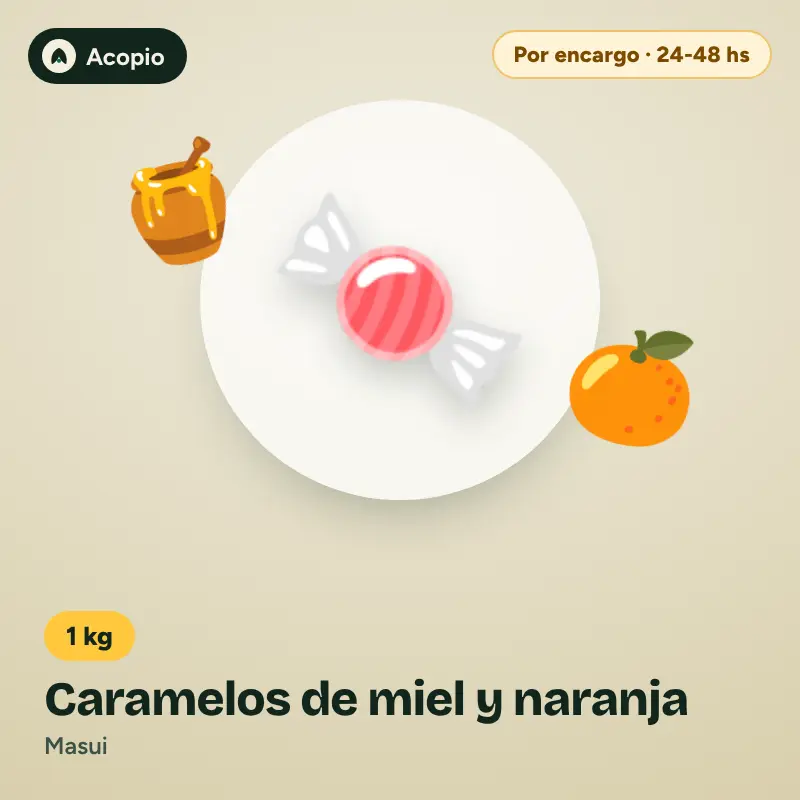 Acopio
Por encargo · 24-48 hs
1 kg
Caramelos de miel y naranja
Masui